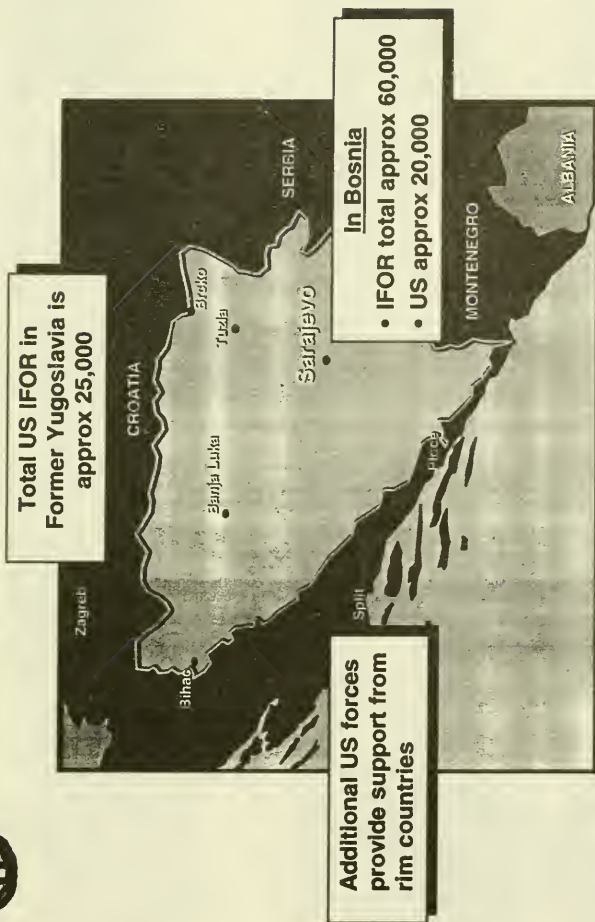 Total US IFOR in
Former Yugoslavia is
approx 25,000
Zagreb
CROATIA
SERBIA
Brcko
Tuzla
Banja Luka
Bihac
Sarajevo
In Bosnia
• IFOR total approx 60,000
• US approx 20,000
MONTENEGRO
ALBANIA
Ploce
Split
Additional US forces
provide support from
rim countries